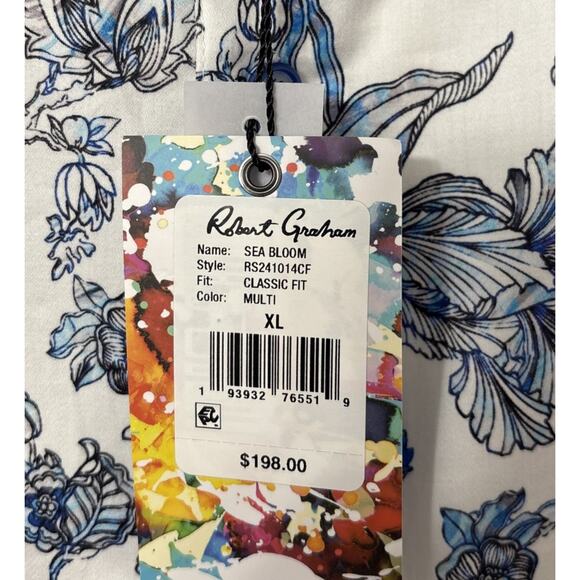 Robert Graham
Name: SEA BLOOM
Style: RS241014CF
Fit: CLASSIC FIT
Color: MULTI
XL
1 93932 76551 9
$198.00